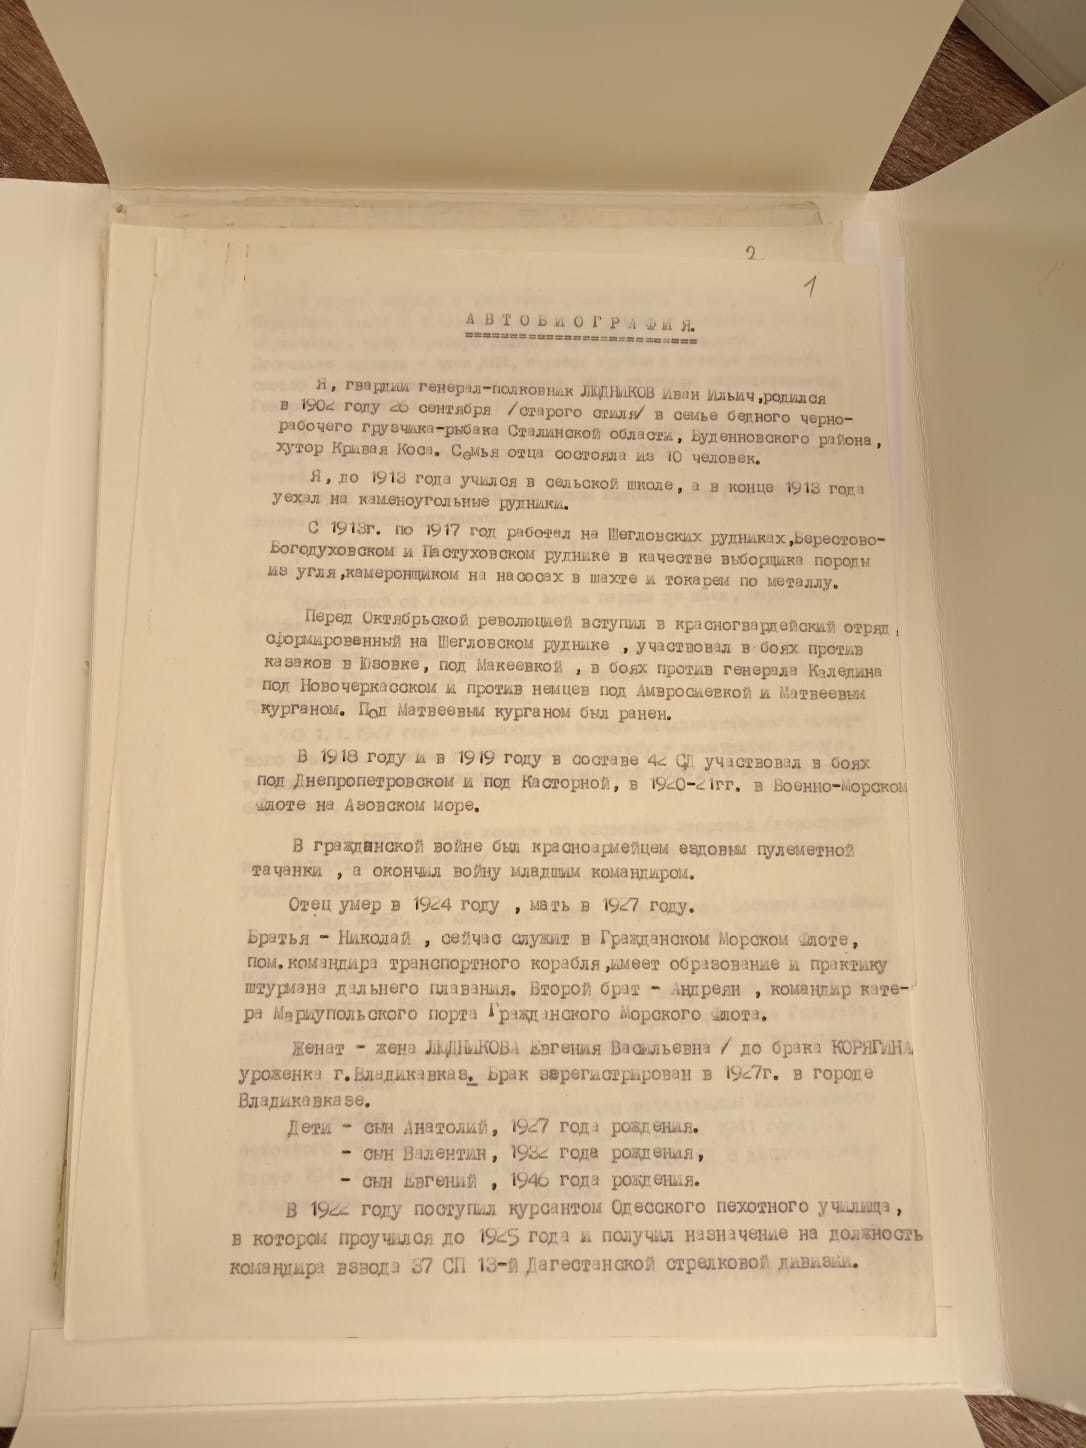 2
1
АВТОБИОГРАФИЯ.
==========================
Я, гвардии генерал-полковник ЛЮДНИКОВ Иван Ильич,родился
в 1902 году 26 сентября /старого стиля/ в семье бедного черно-
рабочего грузчика-рыбака Сталинской области, Буденновского района,
хутор Кривая Коса. Семья отца состояла из 10 человек.
Я, до 1913 года учился в сельской школе, а в конце 1913 года
уехал на каменоугольные рудники.
С 1913г. по 1917 год работал на Шегловских рудниках,Берестово-
Богодуховском и Пастуховском руднике в качестве выборщика породы
из угля,камеронщиком на насосах в шахте и токарем по металлу.
Перед Октябрьской революцией вступил в красногвардейский отряд,
сформированный на Шегловском руднике , участвовал в боях против
казаков в Юзовке, под Макеевкой , в боях против генерала Каледина
под Новочеркасском и против немцев под Амвросиевкой и Матвеевым
курганом. Под Матвеевым курганом был ранен.
В 1918 году и в 1919 году в составе 42 СД участвовал в боях
под Днепропетровском и под Касторной, в 1920-21гг. в Военно-Морском
Флоте на Азовском море.
В гражданской войне был красноармейцем ездовым пулеметной
тачанки , а окончил войну младшим командиром.
Отец умер в 1924 году , мать в 1927 году.
Братья - Николай , сейчас служит в Гражданском Морском Флоте,
пом.командира транспортного корабля,имеет образование и практику
штурмана дальнего плавания. Второй брат - Андреян , командир кате-
ра Мариупольского порта Гражданского Морского Флота.
Женат - жена ЛЮДНИКОВА Евгения Васильевна / до брака КОРЯГИНА
уроженка г.Владикавказ. Брак зарегистрирован в 1927г. в городе
Владикавказе.
Дети - сын Анатолий, 1927 года рождения.
- сын Валентин, 1932 года рождения,
- сын Евгений , 1946 года рождения.
В 1922 году поступил курсантом Одесского пехотного училища,
в котором проучился до 1925 года и получил назначение на должность
командира взвода 37 СП 13-й Дагестанской стрелковой дивизии.